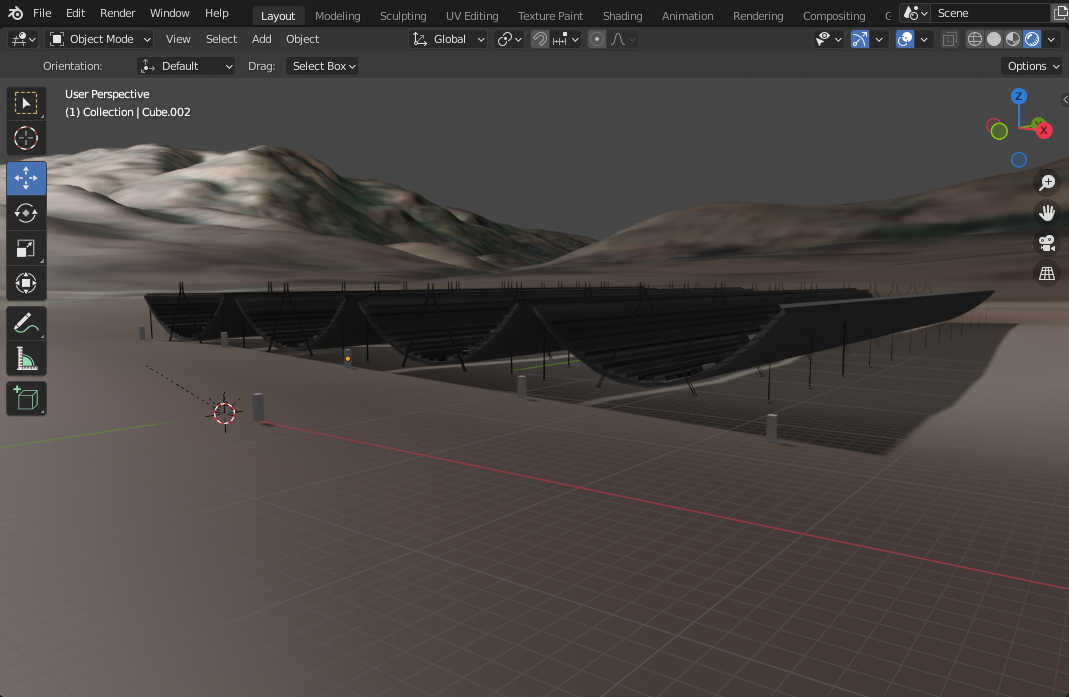 File Edit Render Window Help Layout Modeling Sculpting UV Editing Texture Paint Shading Animation Rendering Compositing Scene
Object Mode View Select Add Object Global
Orientation: Default Drag: Select Box Options
User Perspective
(1) Collection | Cube.002
Z
Y
X